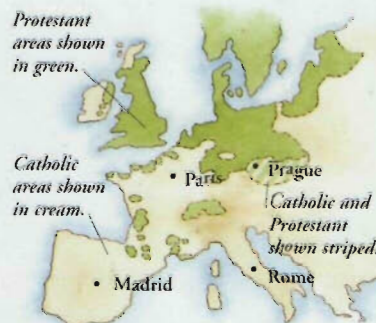 Protestant
areas shown
in green.
Catholic
areas shown
in cream.
Paris
Prague
Catholic and
Protestant
shown striped.
Madrid
Rome